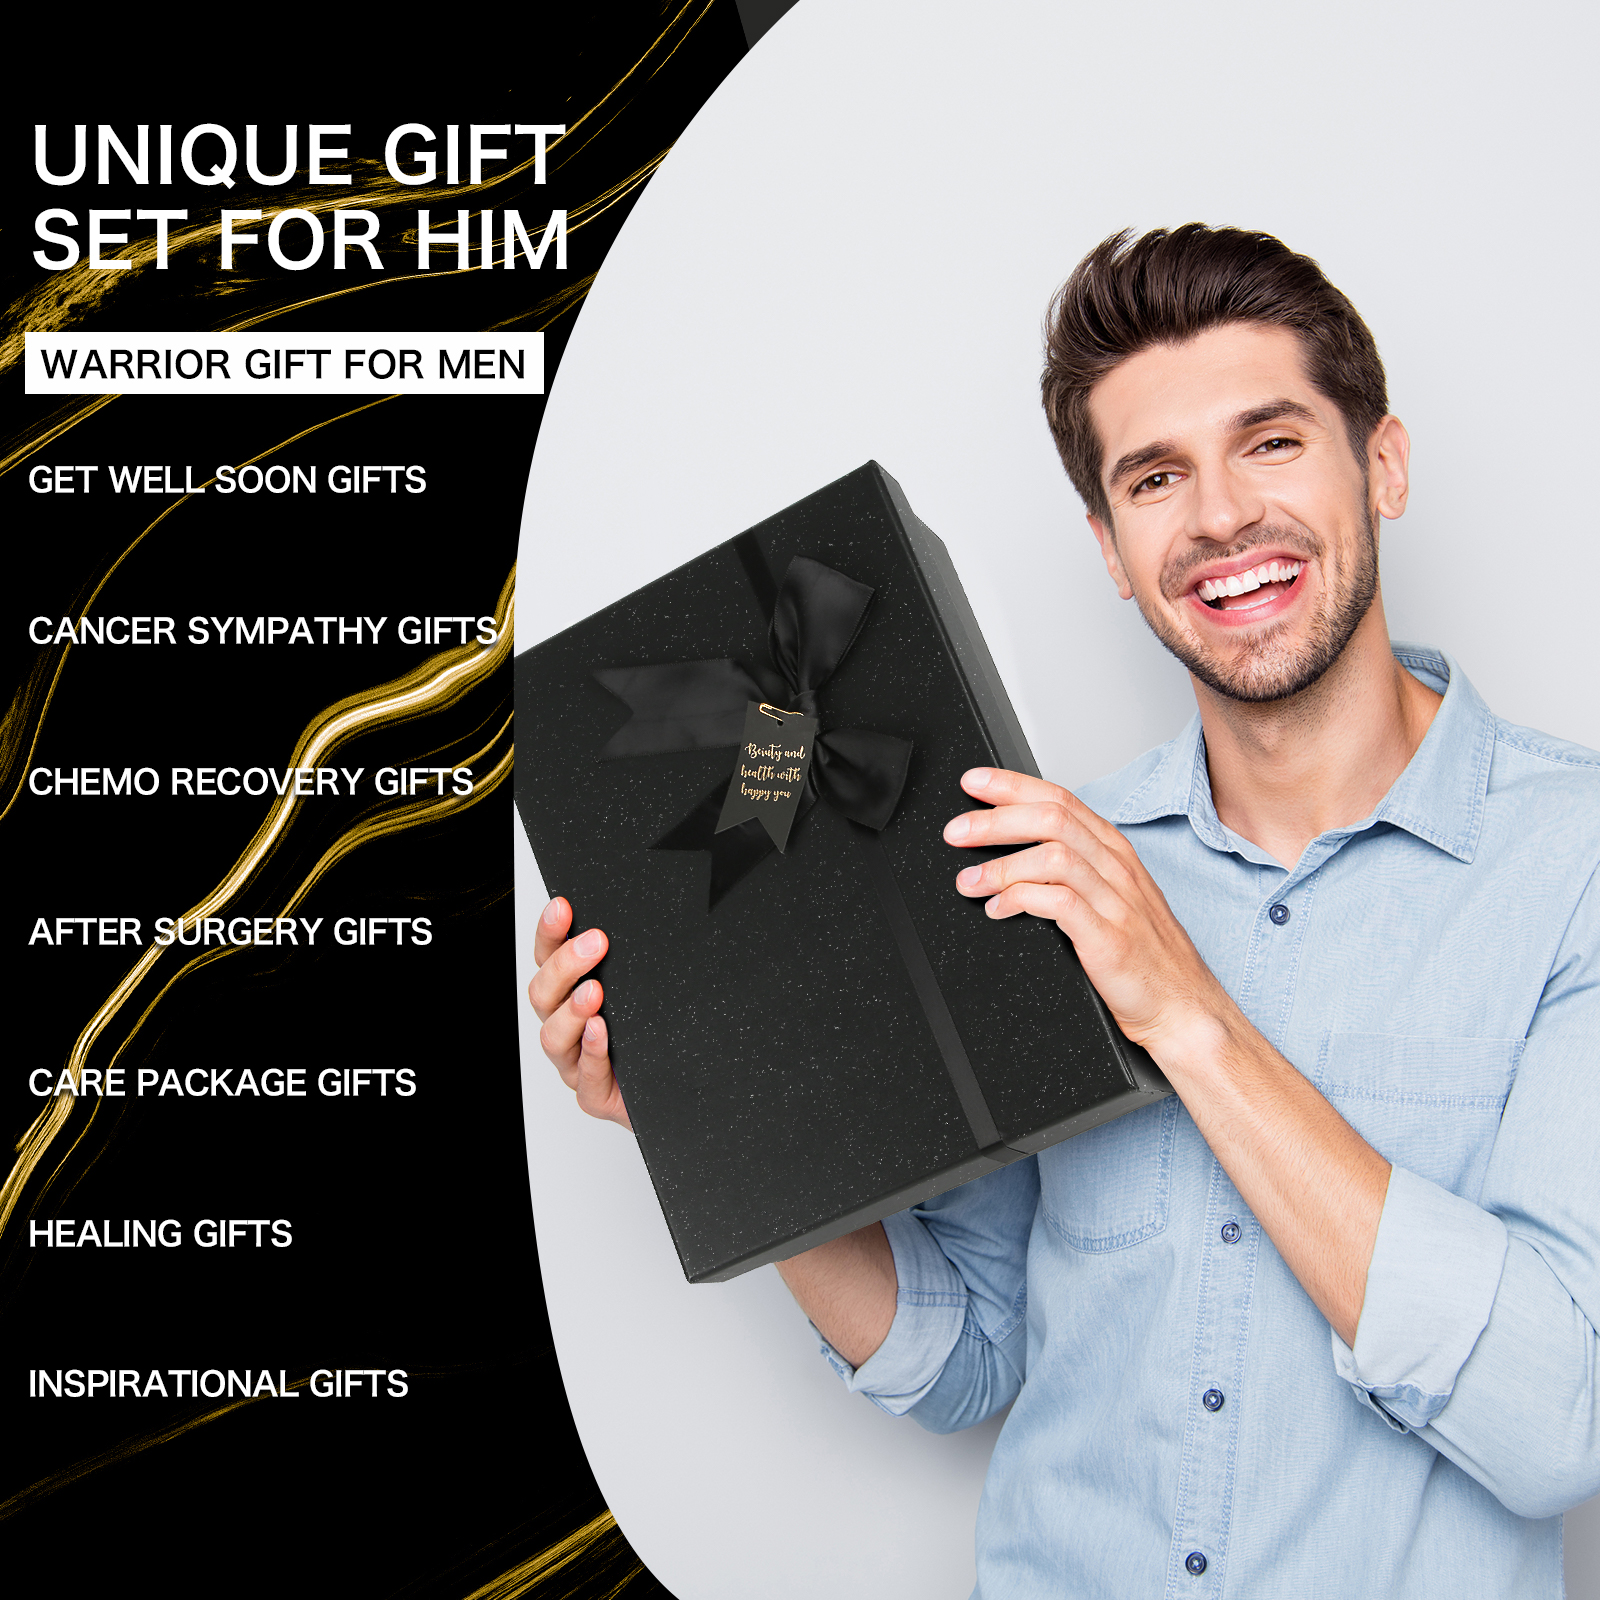 UNIQUE GIFT
SET FOR HIM
WARRIOR GIFT FOR MEN
GET WELL SOON GIFTS
CANCER SYMPATHY GIFTS
CHEMO RECOVERY GIFTS
AFTER SURGERY GIFTS
CARE PACKAGE GIFTS
HEALING GIFTS
INSPIRATIONAL GIFTS
Beauty and
health with
happy you